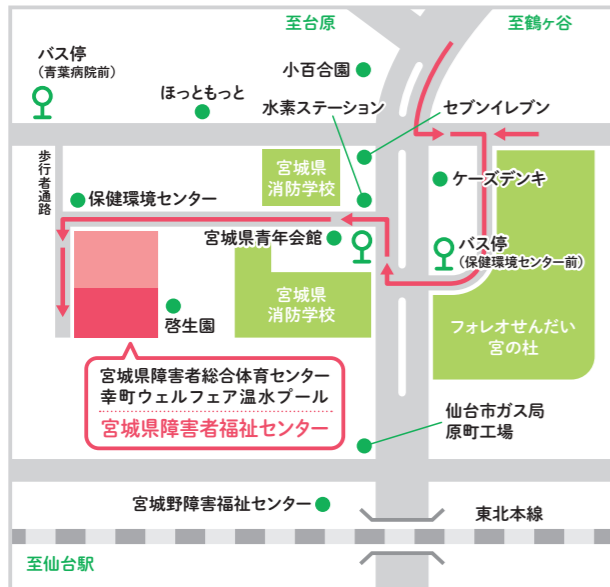 至台原
至鶴ヶ谷
バス停
(青葉病院前)
小百合園
ほっともっと
水素ステーション
セブンイレブン
歩行者通路
宮城県
消防学校
ケーズデンキ
保健環境センター
宮城県青年会館
バス停
(保健環境センター前)
宮城県
消防学校
啓生園
フォレオせんだい
宮の杜
宮城県障害者総合体育センター
幸町ウェルフェア温水プール
宮城県障害者福祉センター
仙台市ガス局
原町工場
宮城野障害福祉センター
東北本線
至仙台駅